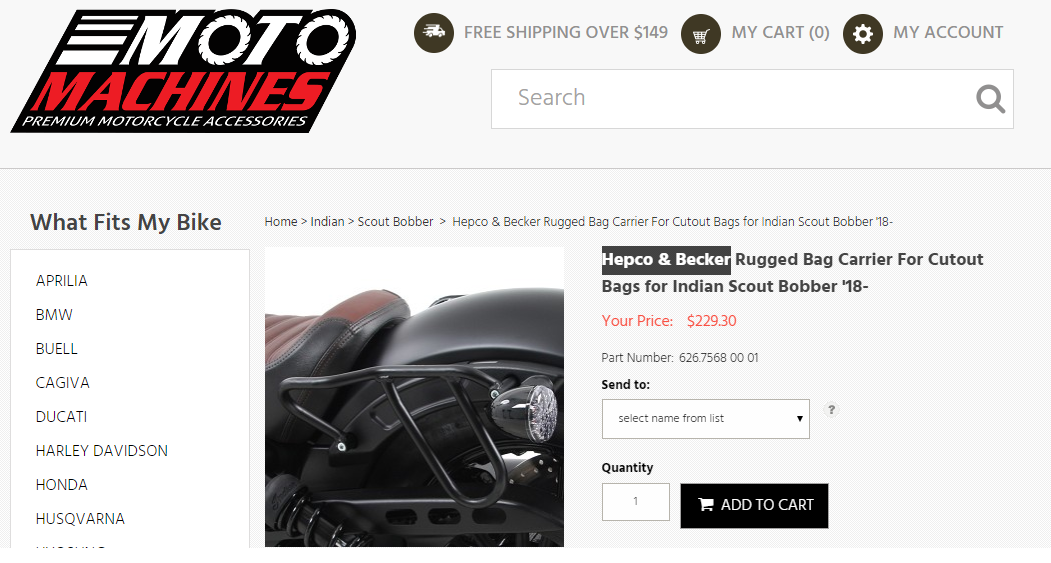 MOTO
MACHINES
PREMIUM MOTORCYCLE ACCESSORIES
FREE SHIPPING OVER $149
MY CART (0)
MY ACCOUNT
Search
What Fits My Bike
APRILIA
BMW
BUELL
CAGIVA
DUCATI
HARLEY DAVIDSON
HONDA
HUSQVARNA
Home > Indian > Scout Bobber > Hepco & Becker Rugged Bag Carrier For Cutout Bags for Indian Scout Bobber '18-
Hepco & Becker Rugged Bag Carrier For Cutout
Bags for Indian Scout Bobber '18-
Your Price: $229.30
Part Number: 626.7568 00 01
Send to:
select name from list
?
Quantity
1
ADD TO CART